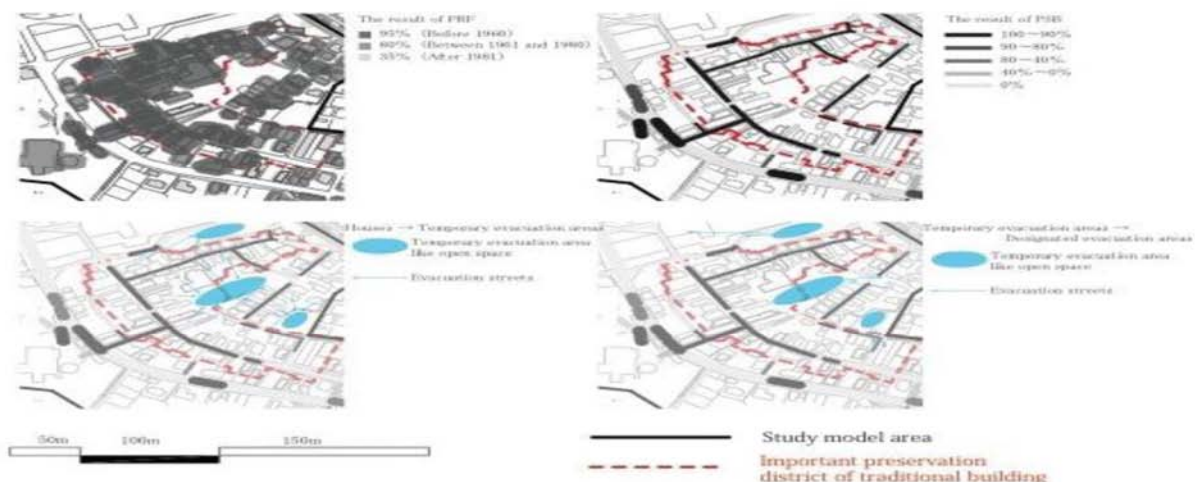 The result of PBF
95% (Before 1960)
60% (Between 1961 and 1980)
35% (After 1981)
The result of PSB
100~90%
90~80%
80~40%
40%~0%
0%
Houses → Temporary evacuation areas
Temporary evacuation area
like open space
Evacuation streets
Temporary evacuation areas →
Designated evacuation areas
Temporary evacuation area
like open space
Evacuation streets
50m 100m 150m
Study model area
Important preservation
district of traditional building